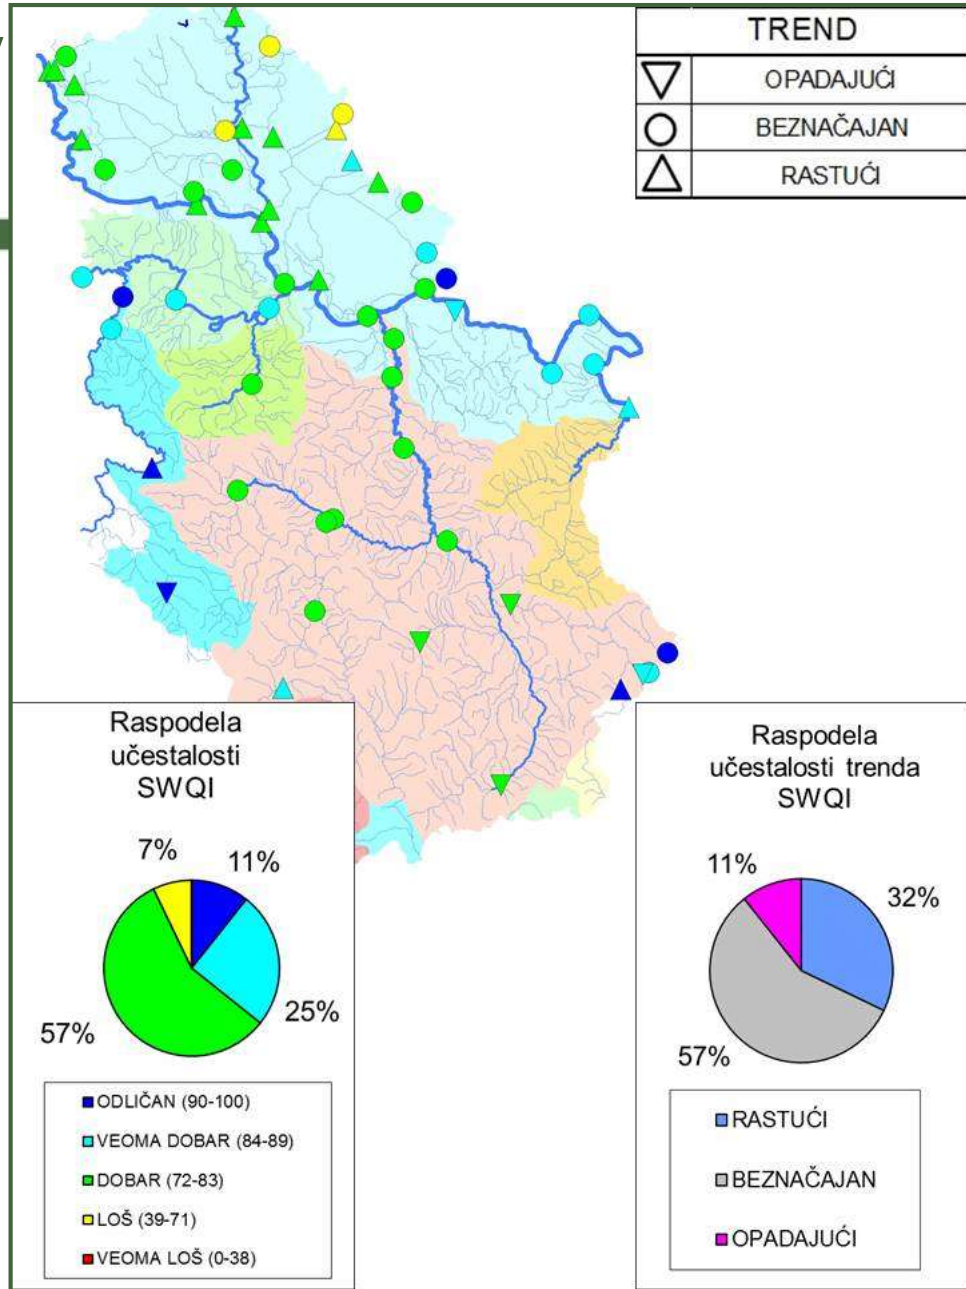 TREND
OPADAJUĆI
BEZNAČAJAN
RASTUĆI
Raspodela
učestalosti
SWQI
7%
11%
25%
57%
ODLIČAN (90-100)
VEOMA DOBAR (84-89)
DOBAR (72-83)
LOŠ (39-71)
VEOMA LOŠ (0-38)
Raspodela
učestalosti trenda
SWQI
11%
32%
57%
RASTUĆI
BEZNAČAJAN
OPADAJUĆI